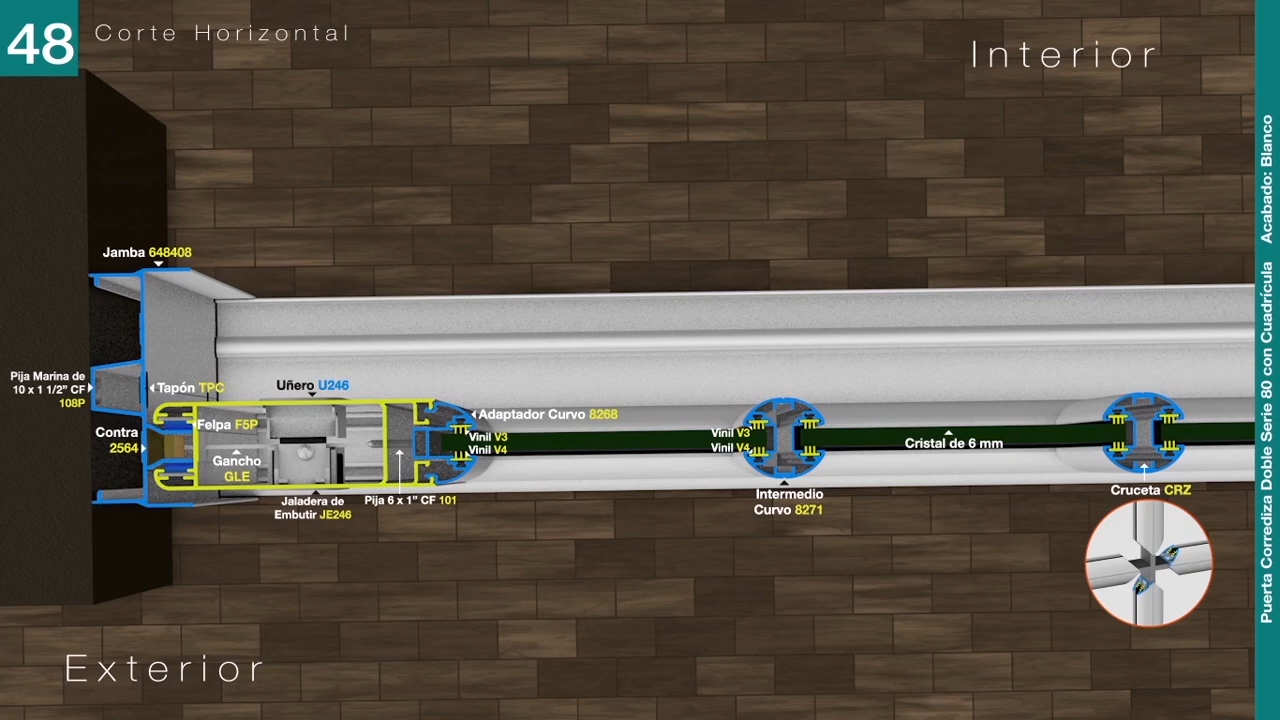 48
Corte Horizontal
Interior
Jamba 648408
Pija Marina de
10 x 1 1/2” CF
108P
Tapón TPC
Uñero U246
Adaptador Curvo 8268
Felpa F5P
Contra
2564
Vinil V3
Vinil V4
Vinil V3
Vinil V4
Cristal de 6 mm
Gancho
GLE
Jaladera de
Embutir JE246
Pija 6 x 1” CF 101
Intermedio
Curvo 8271
Cruceta CRZ
Exterior
Puerta Corrediza Doble Serie 80 con Cuadrícula Acabado: Blanco